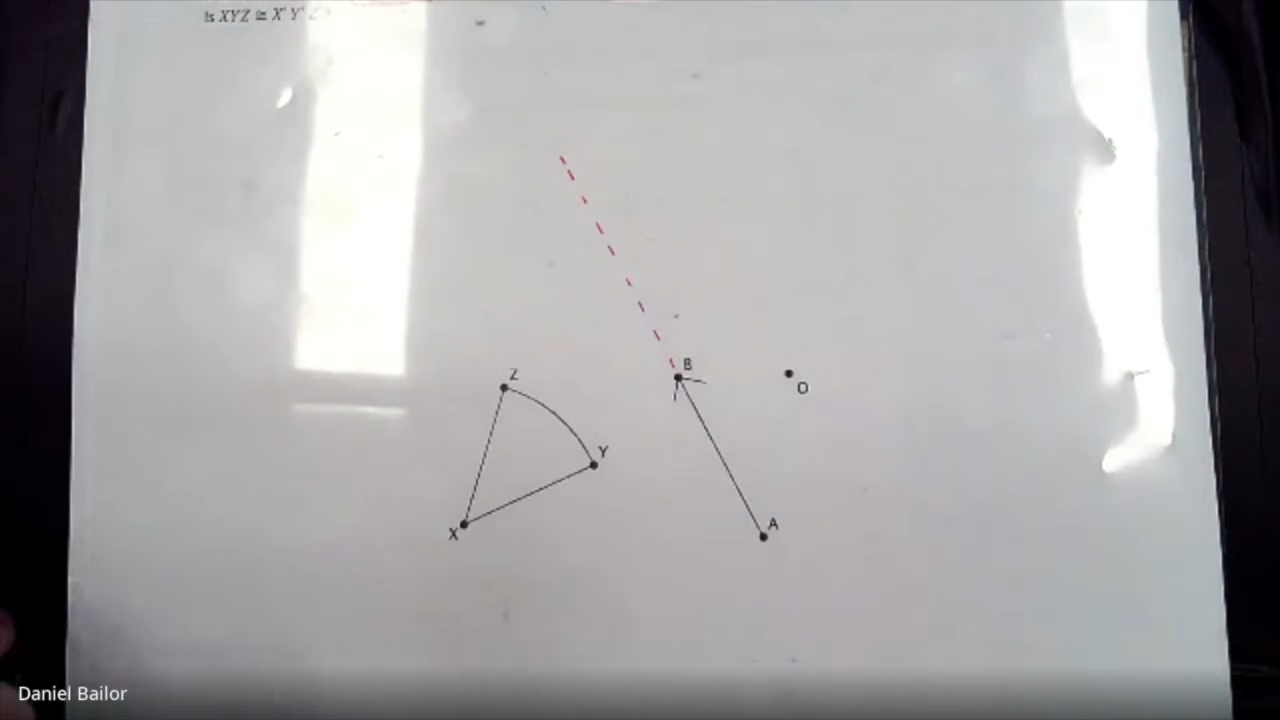 Is XYZ ≅ X' Y' Z'?
B
Z
O
Y
A
X
Daniel Bailor